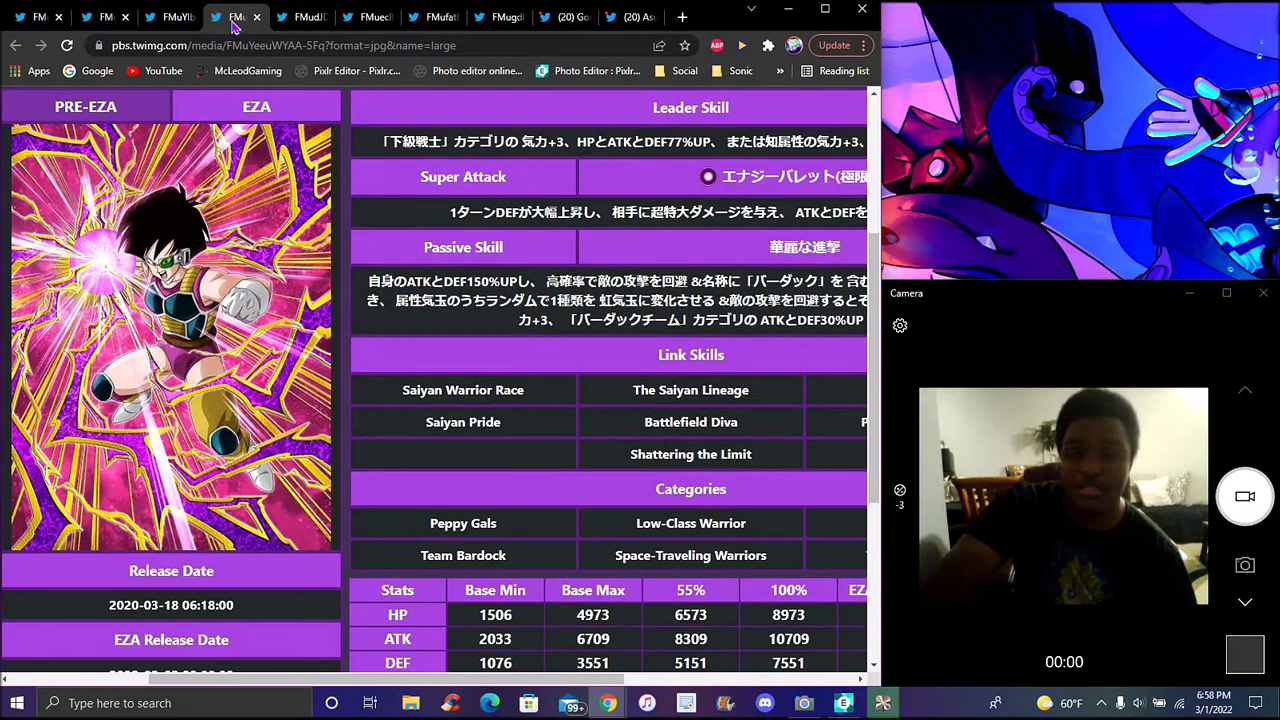 FM
FM
FMuYlb
FMu
FMudJD
FMuecl
FMufatl
FMugdl
(20) Go
(20) Asu
pbs.twimg.com/media/FMuYeeuWYAA-5Fq?format=jpg&name=large
ABP
Update
Apps
Google
YouTube
McLeodGaming
Pixlr Editor - Pixlr.c...
Photo editor online...
Photo Editor : Pixlr...
Social
Sonic
»
Reading list
PRE-EZA
EZA
Leader Skill
「下級戦士」カテゴリの 気力+3、HPとATKとDEF77%UP、 または知属性の気力+3、
Super Attack
エナジーバレット(極限
1ターンDEFが大幅上昇し、 相手に超特大ダメージを与え、 ATKとDEFを
Passive Skill
華麗な進撃
自身のATKとDEF150%UPし、 高確率で敵の攻撃を回避 &名称に「バーダック」を 含む
き、 属性気玉のうちランダムで1種類を 虹気玉に変化させる &敵の攻撃を回避するとそ
力+3、 「バーダックチーム」カテゴリの ATKとDEF30%UP
Link Skills
Saiyan Warrior Race
The Saiyan Lineage
Saiyan Pride
Battlefield Diva
Shattering the Limit
Categories
Peppy Gals
Low-Class Warrior
Team Bardock
Space-Traveling Warriors
Release Date
2020-03-18 06:18:00
EZA Release Date
Stats Base Min Base Max 55% 100% EZ
HP 1506 4973 6573 8973
ATK 2033 6709 8309 10709
DEF 1076 3551 5151 7551
Camera
-3
00:00
Type here to search
99+
60°F
6:58 PM
3/1/2022